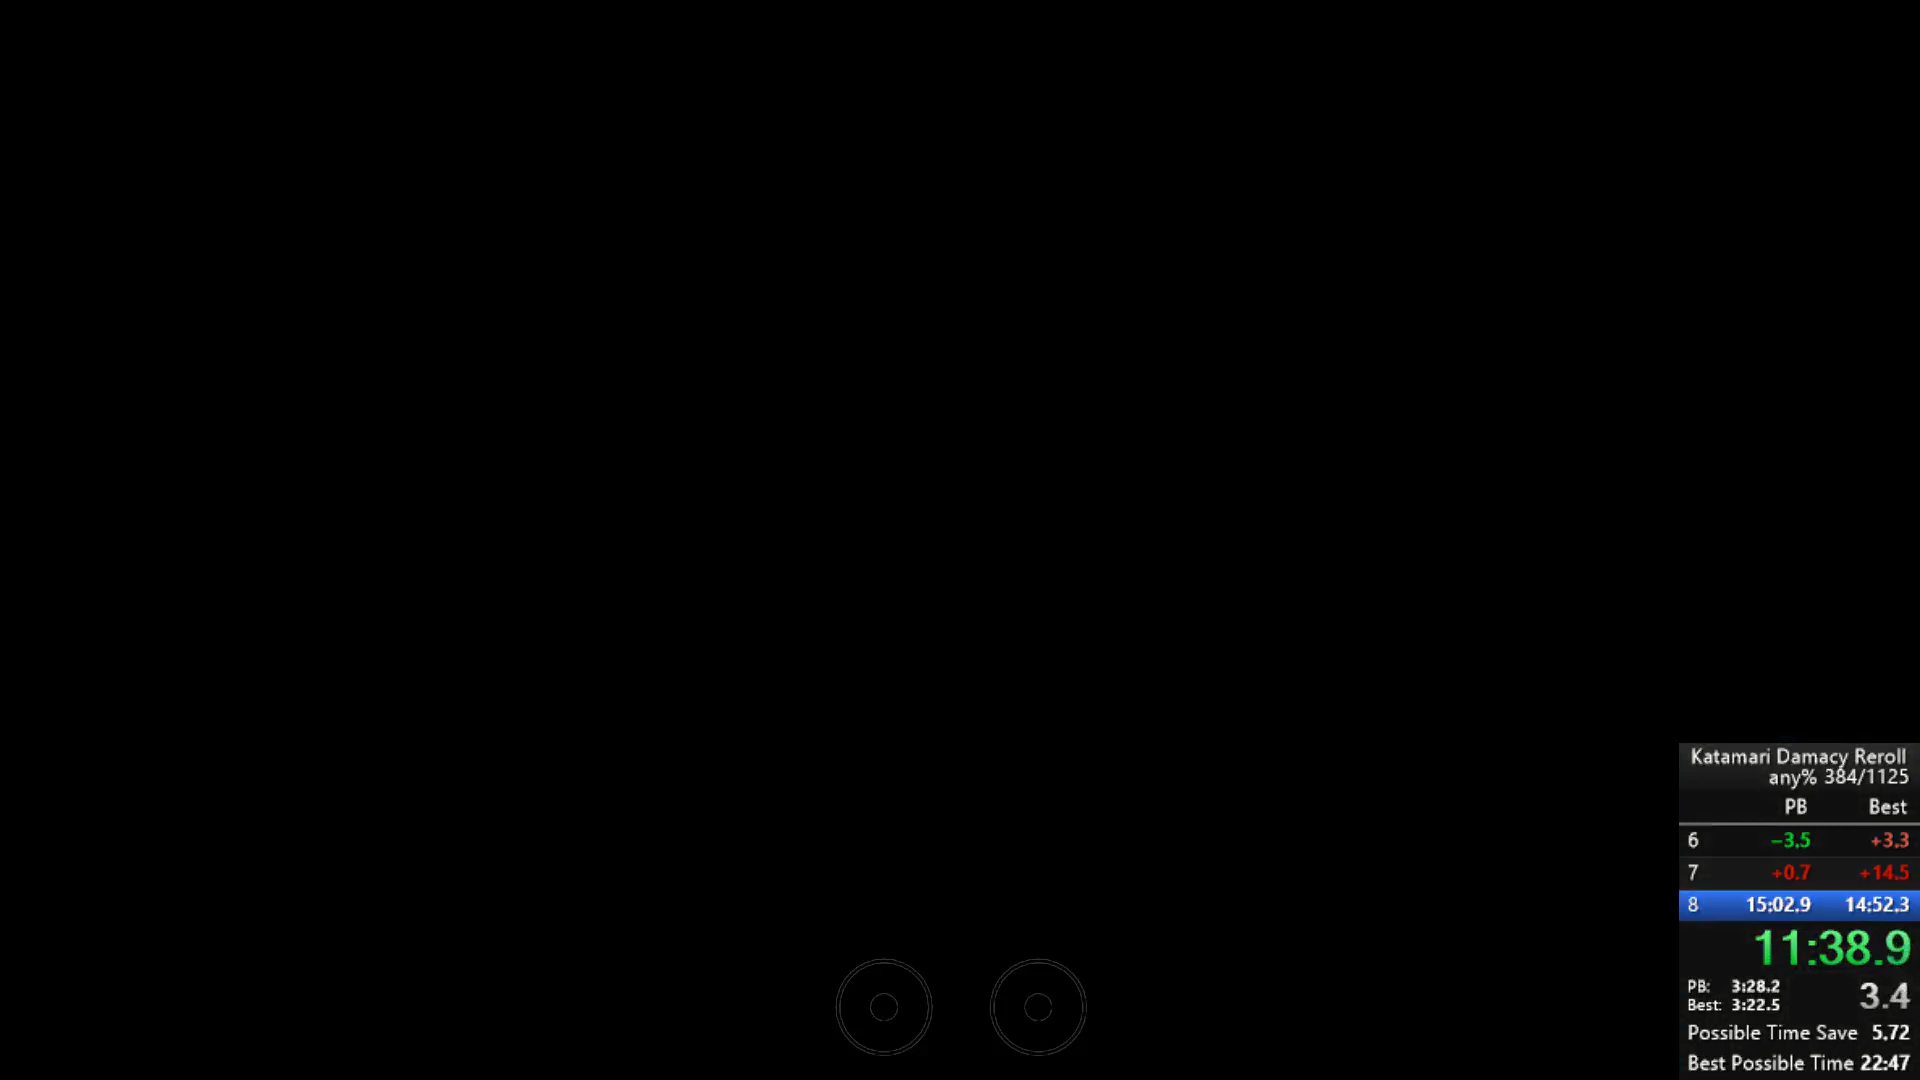 Katamari Damacy Reroll
any% 384/1125
PB Best
6 −3.5 +3.3
7 +0.7 +14.5
8 15:02.9 14:52.3
11:38.9
PB: 3:28.2 3.4
Best: 3:22.5
Possible Time Save 5.72
Best Possible Time 22:47